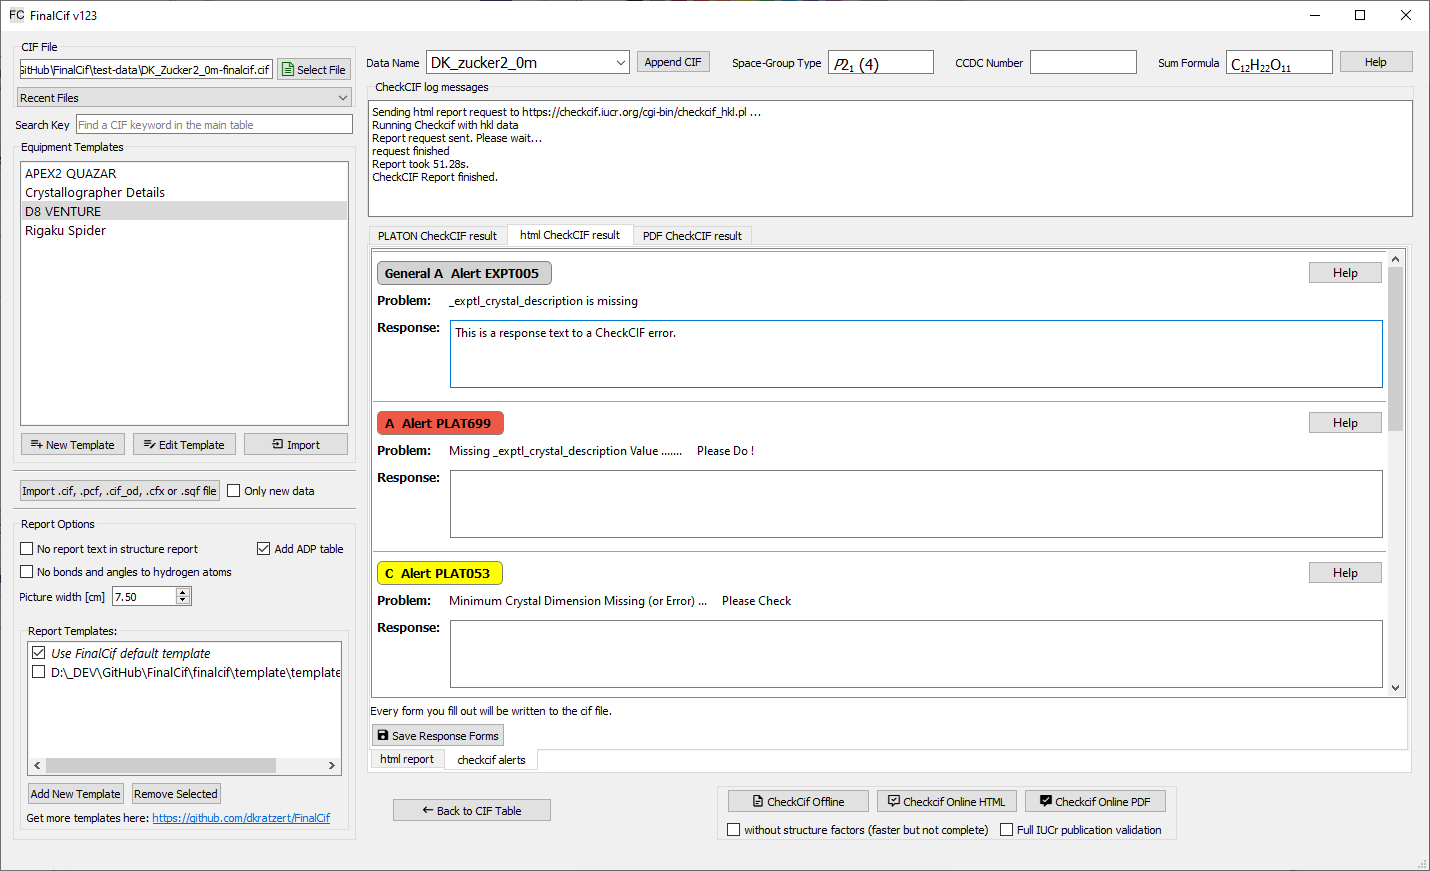 FC FinalCif v123
CIF File
GitHub\FinalCif\test-data\DK_Zucker2_0m-finalcif.cif
Select File
Recent Files
Search Key
Find a CIF keyword in the main table
Equipment Templates
APEX2 QUAZAR
Crystallographer Details
D8 VENTURE
Rigaku Spider
New Template
Edit Template
Import
Import .cif, .pcf, .cif_od, .cfx or .sqf file
Only new data
Report Options
No report text in structure report
Add ADP table
No bonds and angles to hydrogen atoms
Picture width [cm]
7.50
Report Templates:
Use FinalCif default template
D:\_DEV\GitHub\FinalCif\finalcif\template\template
Add New Template
Remove Selected
Get more templates here: https://github.com/dkratzert/FinalCif
Data Name
DK_zucker2_0m
Append CIF
Space-Group Type
P2₁ (4)
CCDC Number
Sum Formula
C₁₂H₂₂O₁₁
Help
CheckCIF log messages
Sending html report request to https://checkcif.iucr.org/cgi-bin/checkcif_hkl.pl ...
Running Checkcif with hkl data
Report request sent. Please wait...
request finished
Report took 51.28s.
CheckCIF Report finished.
PLATON CheckCIF result
html CheckCIF result
PDF CheckCIF result
General A Alert EXPT005
Help
Problem: _exptl_crystal_description is missing
Response: This is a response text to a CheckCIF error.
A Alert PLAT699
Help
Problem: Missing _exptl_crystal_description Value ....... Please Do !
Response:
C Alert PLAT053
Help
Problem: Minimum Crystal Dimension Missing (or Error) ... Please Check
Response:
Every form you fill out will be written to the cif file.
Save Response Forms
html report
checkcif alerts
Back to CIF Table
CheckCif Offline
Checkcif Online HTML
Checkcif Online PDF
without structure factors (faster but not complete)
Full IUCr publication validation